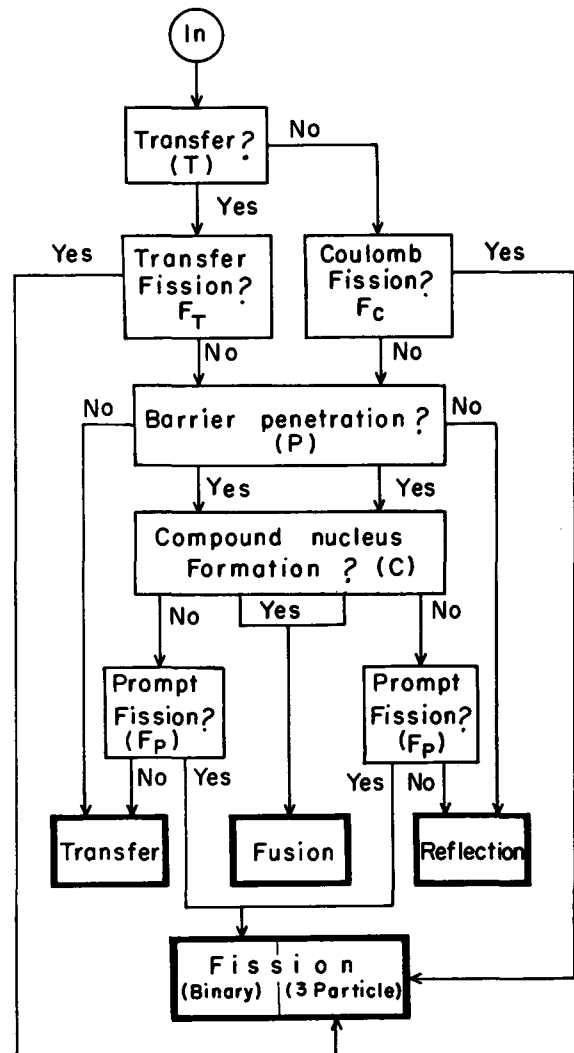 In
Transfer?
(T)
No
Yes
Yes
Transfer
Fission?
F_T
Coulomb
Fission?
F_C
Yes
No
No
No
Barrier penetration?
(P)
No
Yes
Yes
Compound nucleus
Formation ? (C)
No
Yes
No
Prompt
Fission?
(F_P)
Prompt
Fission?
(F_P)
No
Yes
Yes
No
Transfer
Fusion
Reflection
Fission
(Binary) (3 Particle)